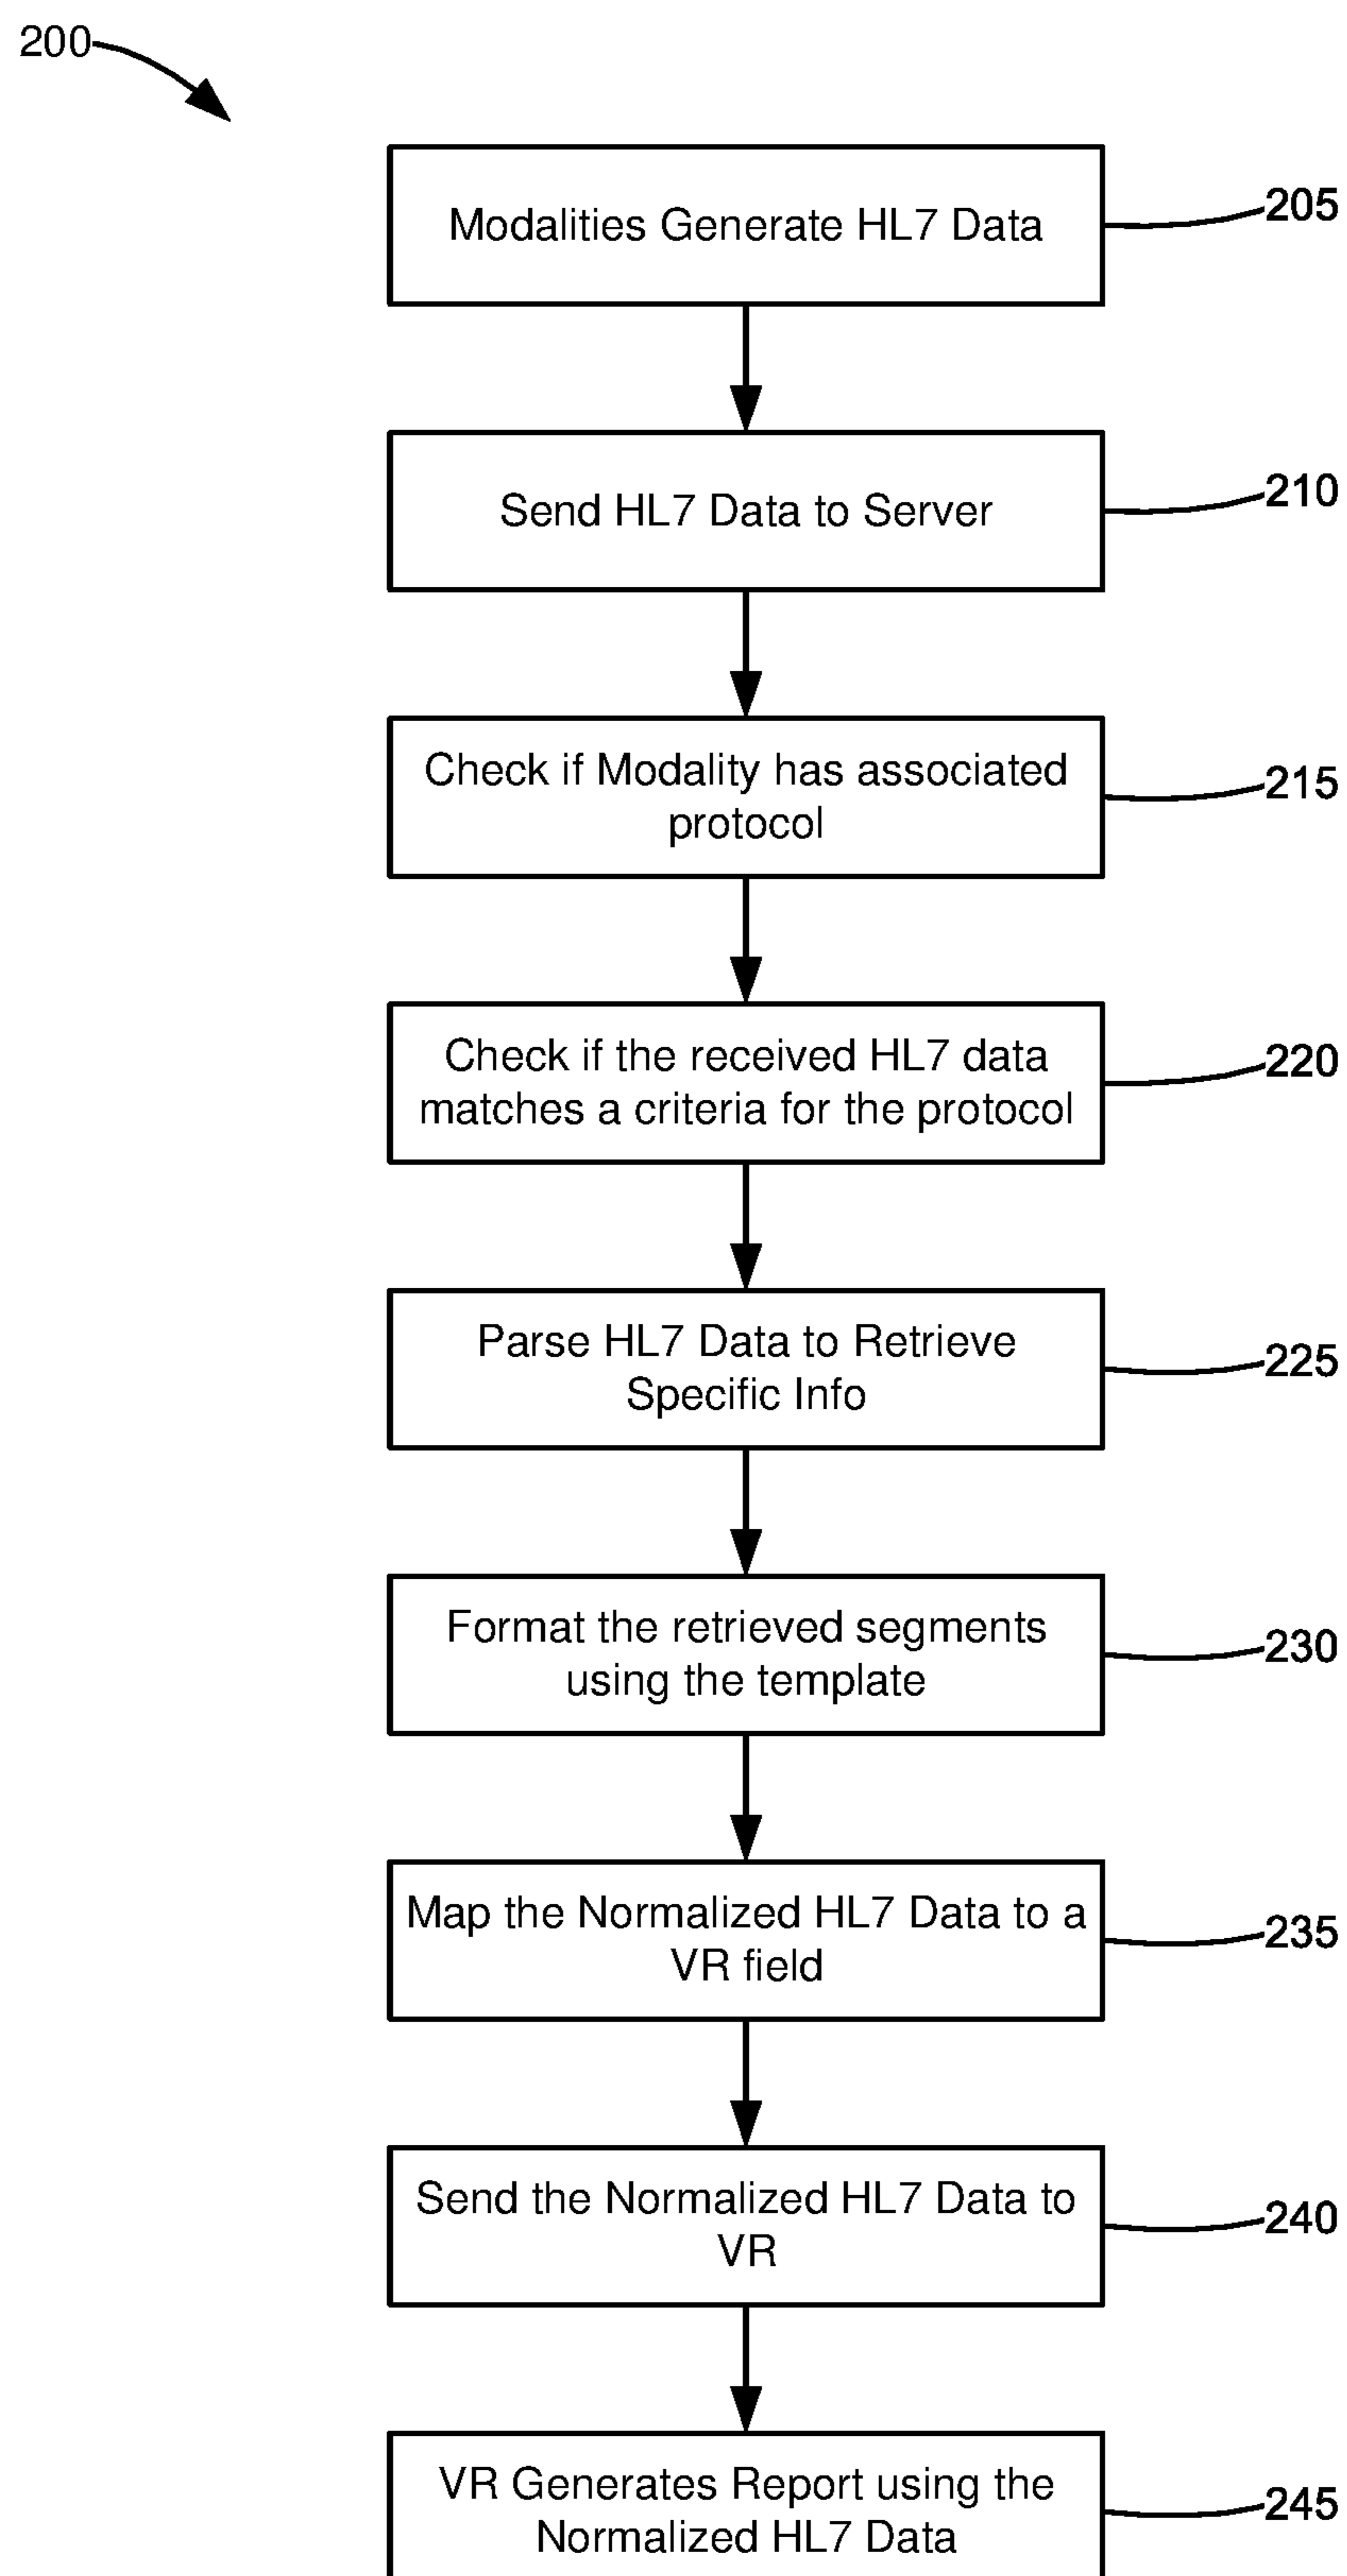 200
Modalities Generate HL7 Data
205
Send HL7 Data to Server
210
Check if Modality has associated
protocol
215
Check if the received HL7 data
matches a criteria for the protocol
220
Parse HL7 Data to Retrieve
Specific Info
225
Format the retrieved segments
using the template
230
Map the Normalized HL7 Data to a
VR field
235
Send the Normalized HL7 Data to
VR
240
VR Generates Report using the
Normalized HL7 Data
245